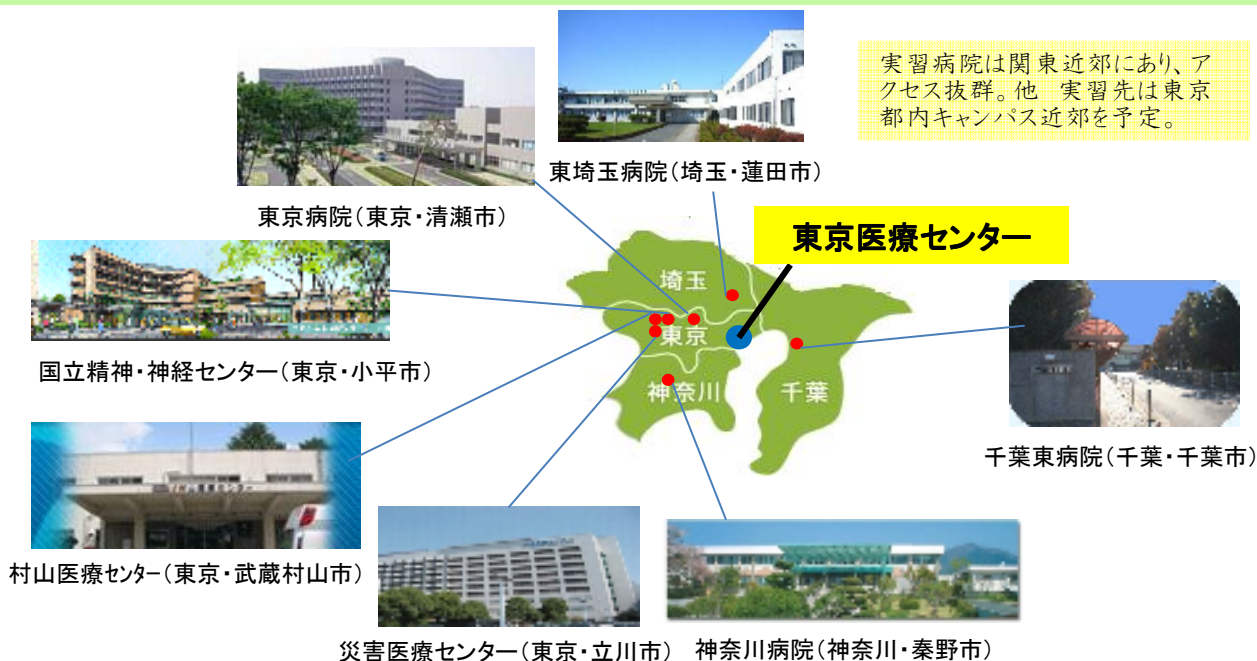 実習病院は関東近郊にあり、ア
クセス抜群。他　実習先は東京
都内キャンパス近郊を予定。
東埼玉病院(埼玉・蓮田市)
東京病院(東京・清瀬市)
東京医療センター
埼玉
東京
神奈川
千葉
国立精神・神経センター(東京・小平市)
千葉東病院(千葉・千葉市)
村山医療センター(東京・武蔵村山市)
災害医療センター(東京・立川市)
神奈川病院(神奈川・秦野市)